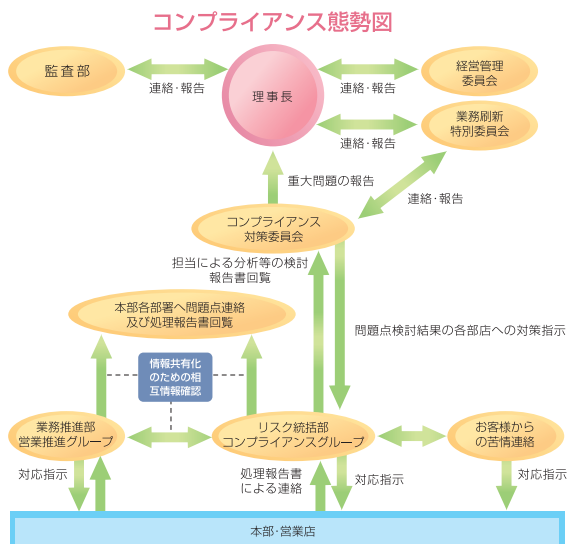 コンプライアンス態勢図
監査部
連絡・報告
理事長
連絡・報告
経営管理
委員会
連絡・報告
業務刷新
特別委員会
重大問題の報告
連絡・報告
コンプライアンス
対策委員会
担当による分析等の検討
報告書回覧
本部各部署へ問題点連絡
及び処理報告書回覧
問題点検討結果の各部店への対策指示
情報共有化
のための相
互情報確認
業務推進部
営業推進グループ
リスク統括部
コンプライアンスグループ
お客様から
の苦情連絡
対応指示
処理報告書
による連絡
対応指示
対応指示
本部・営業店